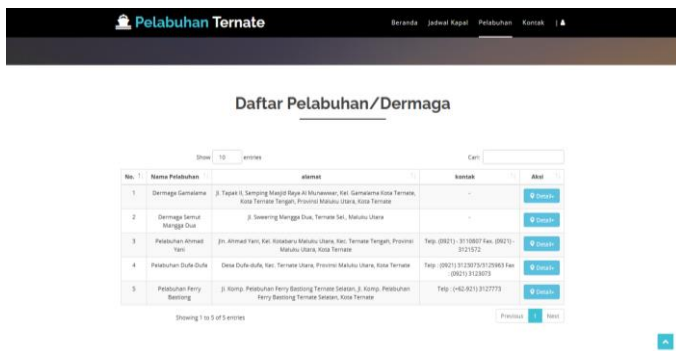 Pelabuhan Ternate
Beranda Jadwal Kapal Pelabuhan Kontak |
Daftar Pelabuhan/Dermaga
Show 10 entries Cari:
No. Nama Pelabuhan alamat kontak Aksi
1 Dermaga Gamalama Jl. Tapak II, Samping Masjid Raya Al Munawwar, Kel. Gamalama Kota Ternate, - Detail
Kota Ternate Tengah, Provinsi Maluku Utara, Kota Ternate
2 Dermaga Semut Jl. Sweering Mangga Dua, Ternate Sel., Maluku Utara - Detail
Mangga Dua
3 Pelabuhan Ahmad Jln. Ahmad Yani, Kel. Kotabaru Maluku Utara, Kec. Ternate Tengah, Provinsi Telp. (0921) - 3110807 Fax. (0921) - Detail
Yani Maluku Utara, Kota Ternate 3121572
4 Pelabuhan Dufa-Dufa Desa Dufa-dufa, Kec. Ternate Utara, Provinsi Maluku Utara, Kota Ternate Telp : (0921) 3123073/3125963 Fax Detail
: (0921) 3123073
5 Pelabuhan Ferry Jl. Komp. Pelabuhan Ferry Bastiong Ternate Selatan, Jl. Komp. Pelabuhan Telp : (+62-921) 3127773 Detail
Bastiong Ferry Bastiong Ternate Selatan, Kota Ternate
Showing 1 to 5 of 5 entries Previous 1 Next